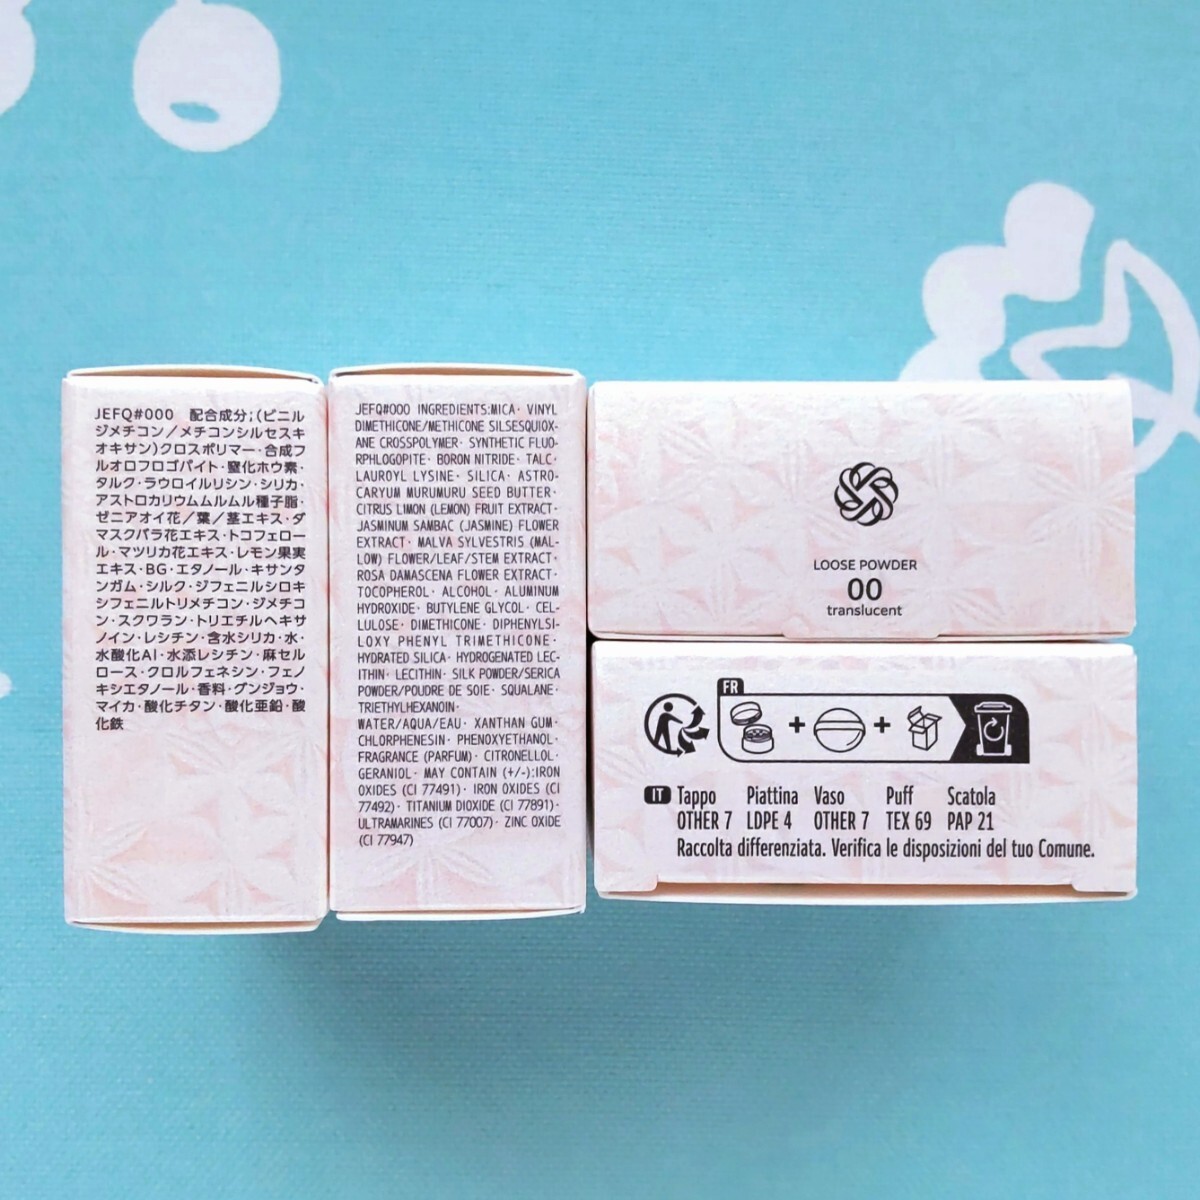 JEFQ#000 配合成分;(ビニル
ジメチコン/メチコンシルセスキ
オキサン)クロスポリマー・合成フ
ルオロフロゴパイト・窒化ホウ素・
タルク・ラウロイルリシン・シリカ・
アストロカリウムムルムル種子脂・
ゼニアオイ花/葉/茎エキス・ダ
マスクバラ花エキス・トコフェロー
ル・マツリカ花エキス・レモン果実
エキス・BG・エタノール・キサンタ
ンガム・シルク・ジフェニルシロキ
シフェニルトリメチコン・ジメチコ
ン・スクワラン・トリエチルヘキサ
ノイン・レシチン・含水シリカ・水・
水酸化Al・水添レシチン・麻セル
ロース・クロルフェネシン・フェノ
キシエタノール・香料・グンジョウ・
マイカ・酸化チタン・酸化亜鉛・酸
化鉄
JEFQ#000 INGREDIENTS:MICA· VINYL
DIMETHICONE/METHICONE SILSESQUIOX-
ANE CROSSPOLYMER· SYNTHETIC FLUO-
RPHLOGOPITE· BORON NITRIDE· TALC·
LAUROYL LYSINE· SILICA· ASTRO-
CARYUM MURUMURU SEED BUTTER·
CITRUS LIMON (LEMON) FRUIT EXTRACT·
JASMINUM SAMBAC (JASMINE) FLOWER
EXTRACT· MALVA SYLVESTRIS (MAL-
LOW) FLOWER/LEAF/STEM EXTRACT·
ROSA DAMASCENA FLOWER EXTRACT·
TOCOPHEROL· ALCOHOL· ALUMINUM
HYDROXIDE· BUTYLENE GLYCOL· CEL-
LULOSE· DIMETHICONE· DIPHENYLSI-
LOXY PHENYL TRIMETHICONE·
HYDRATED SILICA· HYDROGENATED LEC-
ITHIN· LECITHIN· SILK POWDER/SERICA
POWDER/POUDRE DE SOIE· SQUALANE·
TRIETHYLHEXANOIN·
WATER/AQUA/EAU· XANTHAN GUM·
CHLORPHENESIN· PHENOXYETHANOL·
FRAGRANCE (PARFUM)· CITRONELLOL·
GERANIOL· MAY CONTAIN (+/-):IRON
OXIDES (CI 77491)· IRON OXIDES (CI
77492)· TITANIUM DIOXIDE (CI 77891)·
ULTRAMARINES (CI 77007)· ZINC OXIDE
(CI 77947)
LOOSE POWDER
00
translucent
FR
+ +
IT Tappo Piattina Vaso Puff Scatola
OTHER 7 LDPE 4 OTHER 7 TEX 69 PAP 21
Raccolta differenziata. Verifica le disposizioni del tuo Comune.